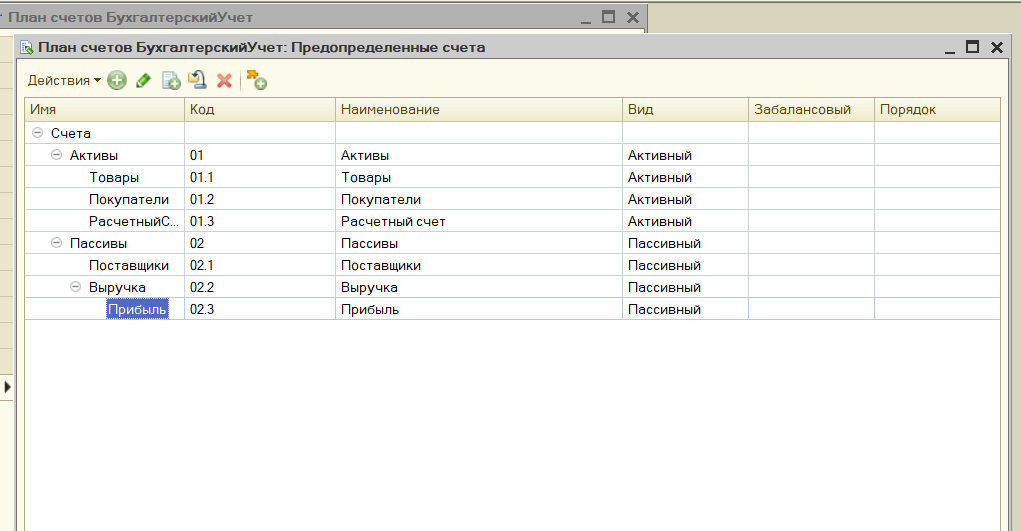 План счетов БухгалтерскийУчет
План счетов БухгалтерскийУчет: Предопределенные счета
Действия
Имя Код Наименование Вид Забалансовый Порядок
Счета
Активы 01 Активы Активный
Товары 01.1 Товары Активный
Покупатели 01.2 Покупатели Активный
РасчетныйС... 01.3 Расчетный счет Активный
Пассивы 02 Пассивы Пассивный
Поставщики 02.1 Поставщики Пассивный
Выручка 02.2 Выручка Пассивный
Прибыль 02.3 Прибыль Пассивный